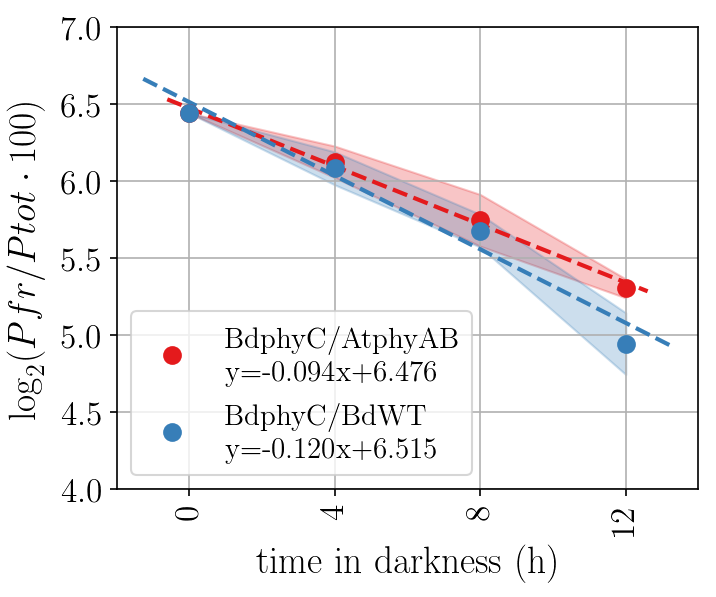 7.0
6.5
6.0
5.5
5.0
4.5
4.0
log₂(Pfr/Ptot · 100)
BdphyC/AtphyAB
y=-0.094x+6.476
BdphyC/BdWT
y=-0.120x+6.515
0
4
8
12
time in darkness (h)